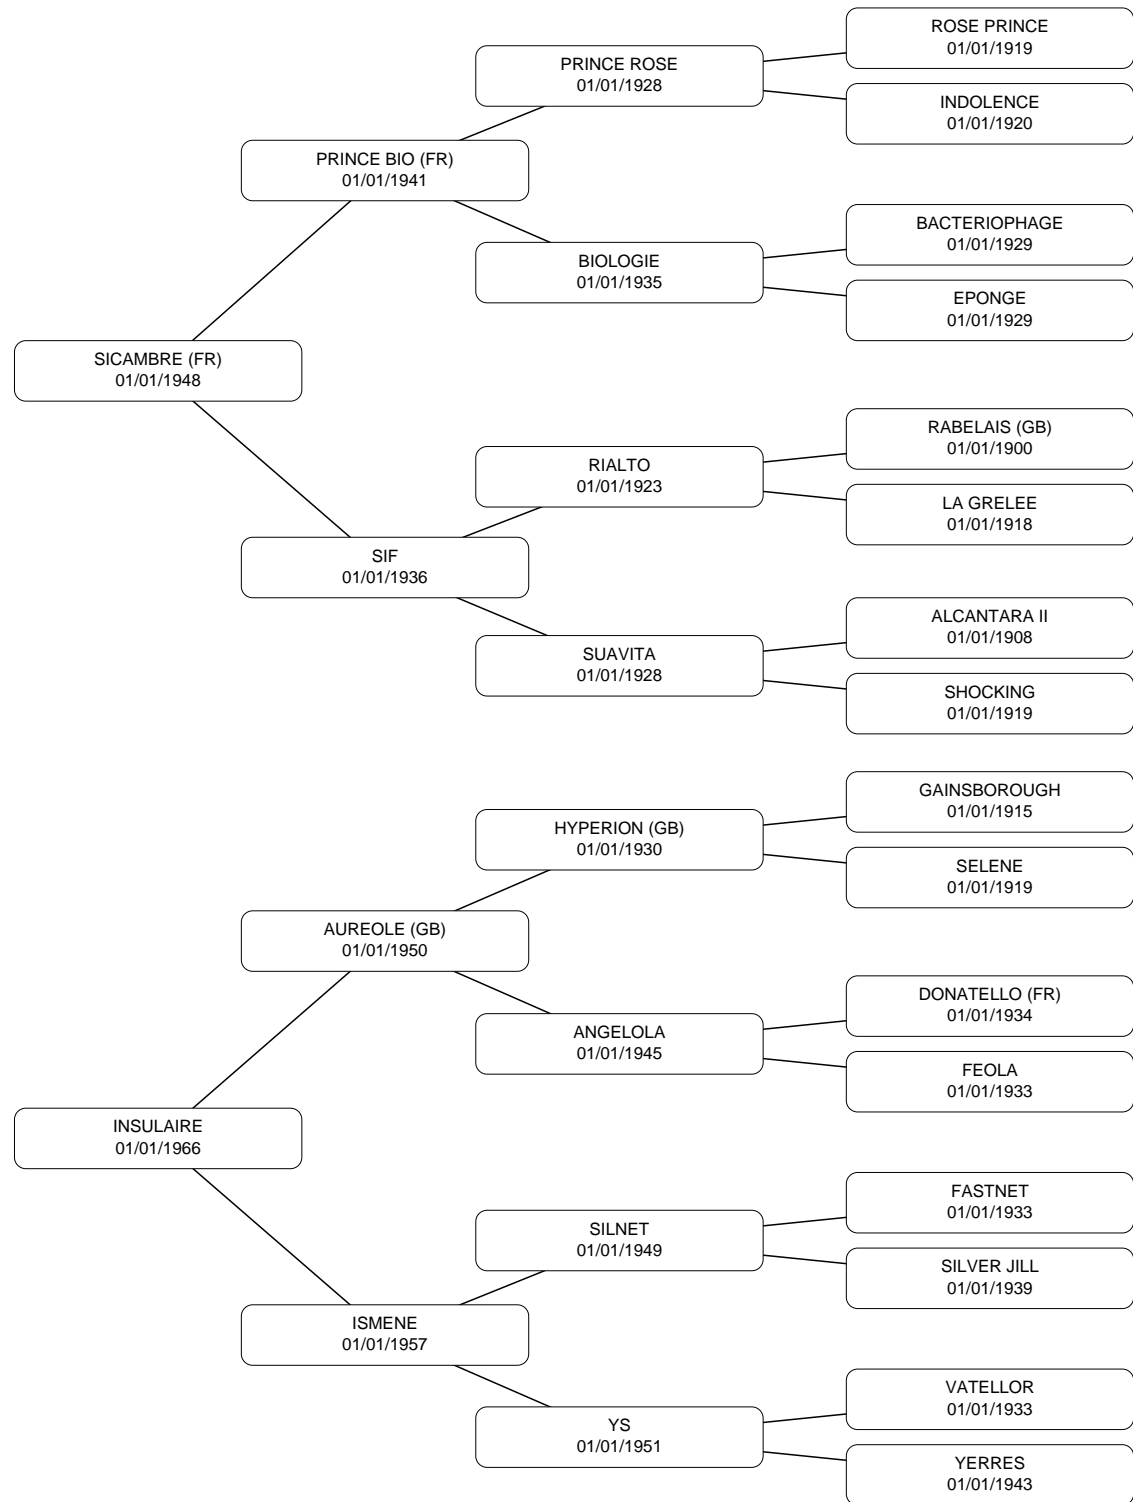 ROSE PRINCE
01/01/1919
PRINCE ROSE
01/01/1928
INDOLENCE
01/01/1920
PRINCE BIO (FR)
01/01/1941
BACTERIOPHAGE
01/01/1929
BIOLOGIE
01/01/1935
EPONGE
01/01/1929
SICAMBRE (FR)
01/01/1948
RABELAIS (GB)
01/01/1900
RIALTO
01/01/1923
LA GRELEE
01/01/1918
SIF
01/01/1936
ALCANTARA II
01/01/1908
SUAVITA
01/01/1928
SHOCKING
01/01/1919
GAINSBOROUGH
01/01/1915
HYPERION (GB)
01/01/1930
SELENE
01/01/1919
AUREOLE (GB)
01/01/1950
DONATELLO (FR)
01/01/1934
ANGELOLA
01/01/1945
FEOLA
01/01/1933
INSULAIRE
01/01/1966
FASTNET
01/01/1933
SILNET
01/01/1949
SILVER JILL
01/01/1939
ISMENE
01/01/1957
VATELLOR
01/01/1933
YS
01/01/1951
YERRES
01/01/1943